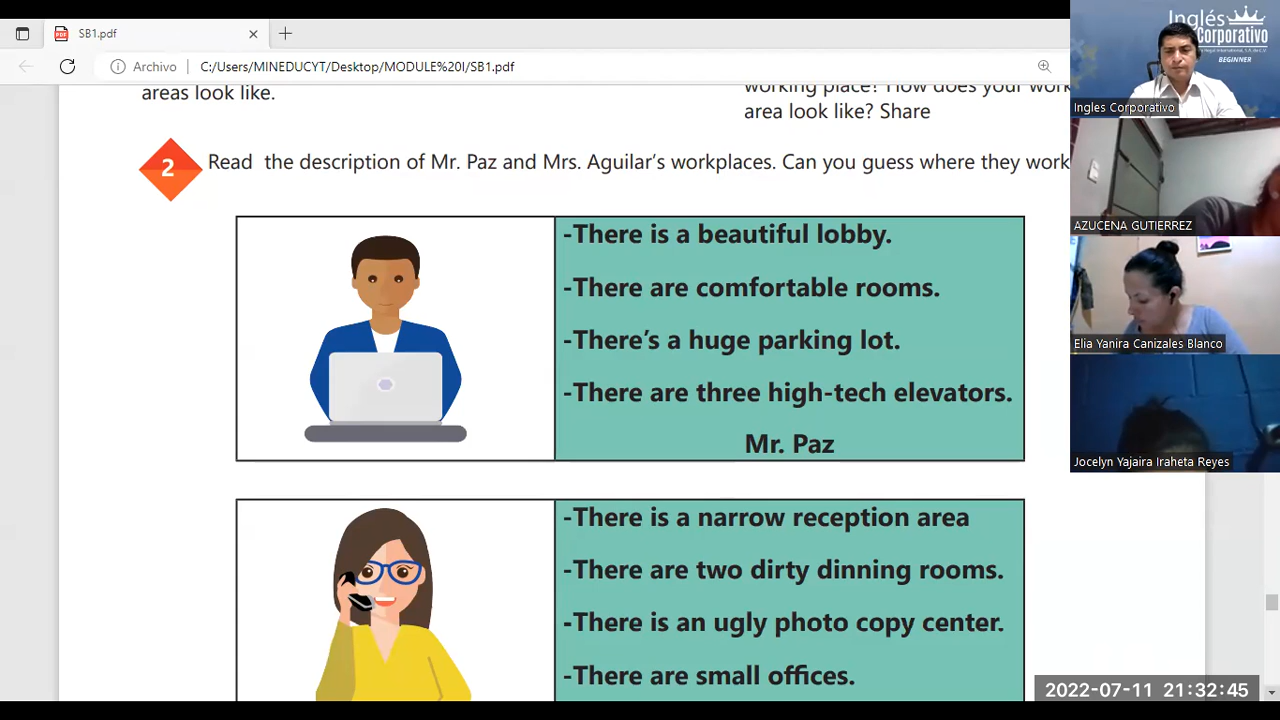 SB1.pdf
Archivo
C:/Users/MINEDUCYT/Desktop/MODULE%20I/SB1.pdf
areas look like.
working place? How does your work
area look like? Share
2
Read the description of Mr. Paz and Mrs. Aguilar's workplaces. Can you guess where they work
-There is a beautiful lobby.
-There are comfortable rooms.
-There's a huge parking lot.
-There are three high-tech elevators.
Mr. Paz
-There is a narrow reception area
-There are two dirty dinning rooms.
-There is an ugly photo copy center.
-There are small offices.
Inglés
Corporativo
BEGINNER
Ingles Corporativo
AZUCENA GUTIERREZ
Elia Yanira Canizales Blanco
Jocelyn Yajaira Iraheta Reyes
2022-07-11 21:32:45